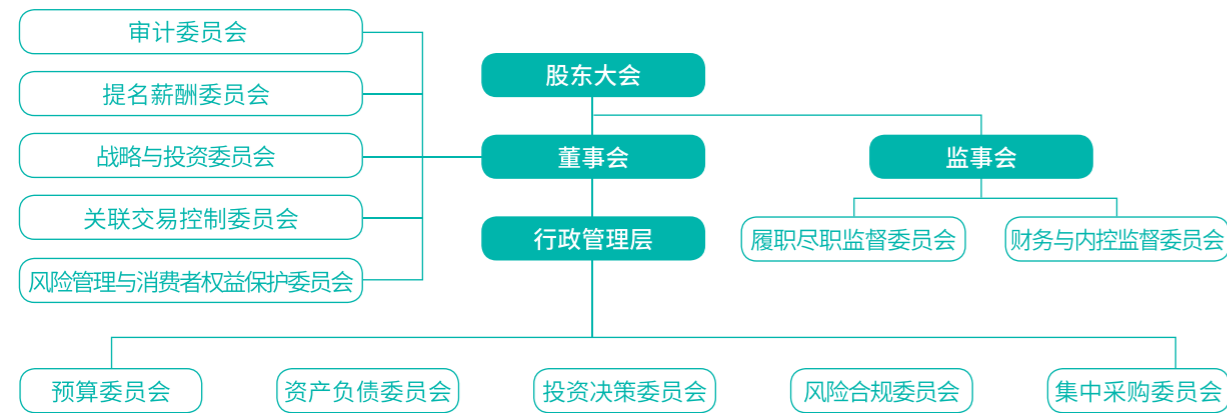 审计委员会
提名薪酬委员会
战略与投资委员会
关联交易控制委员会
风险管理与消费者权益保护委员会
股东大会
董事会
监事会
行政管理层
履职尽职监督委员会
财务与内控监督委员会
预算委员会
资产负债委员会
投资决策委员会
风险合规委员会
集中采购委员会